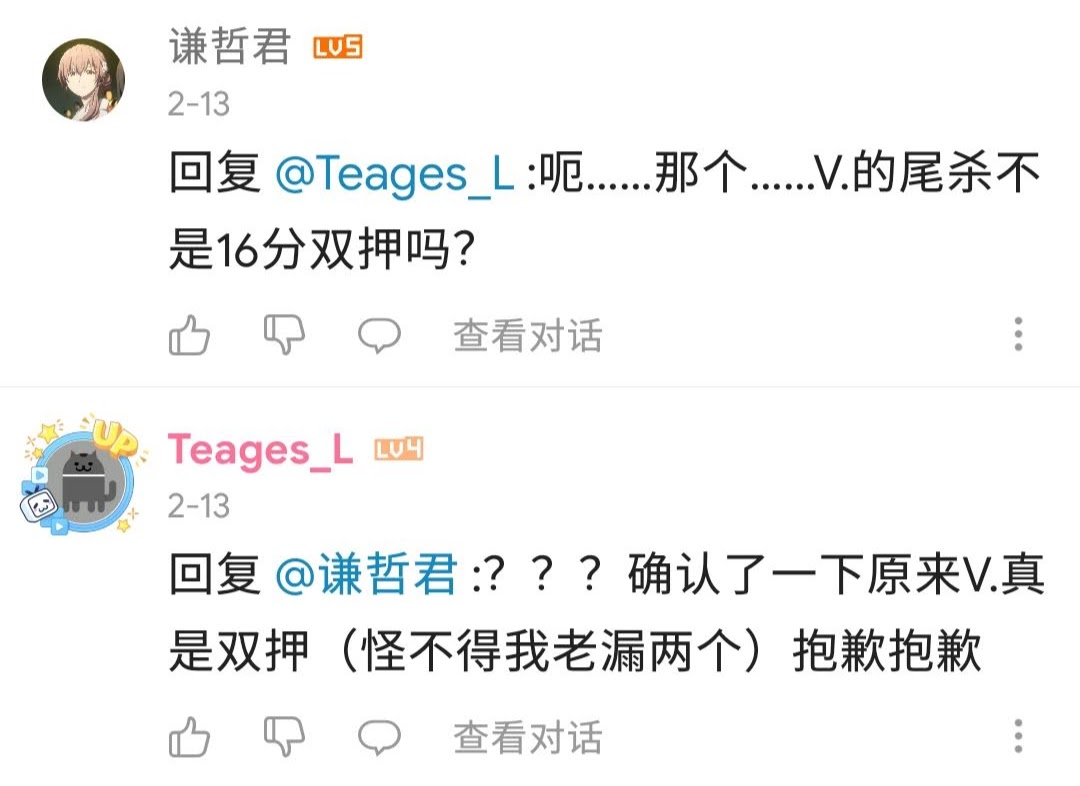 谦哲君 LV5
2-13
回复 @Teages_L :呃......那个......V.的尾杀不
是16分双押吗？
查看对话
UP
Teages_L LV4
2-13
回复 @谦哲君 :？？？确认了一下原来V.真
是双押（怪不得我老漏两个）抱歉抱歉
查看对话